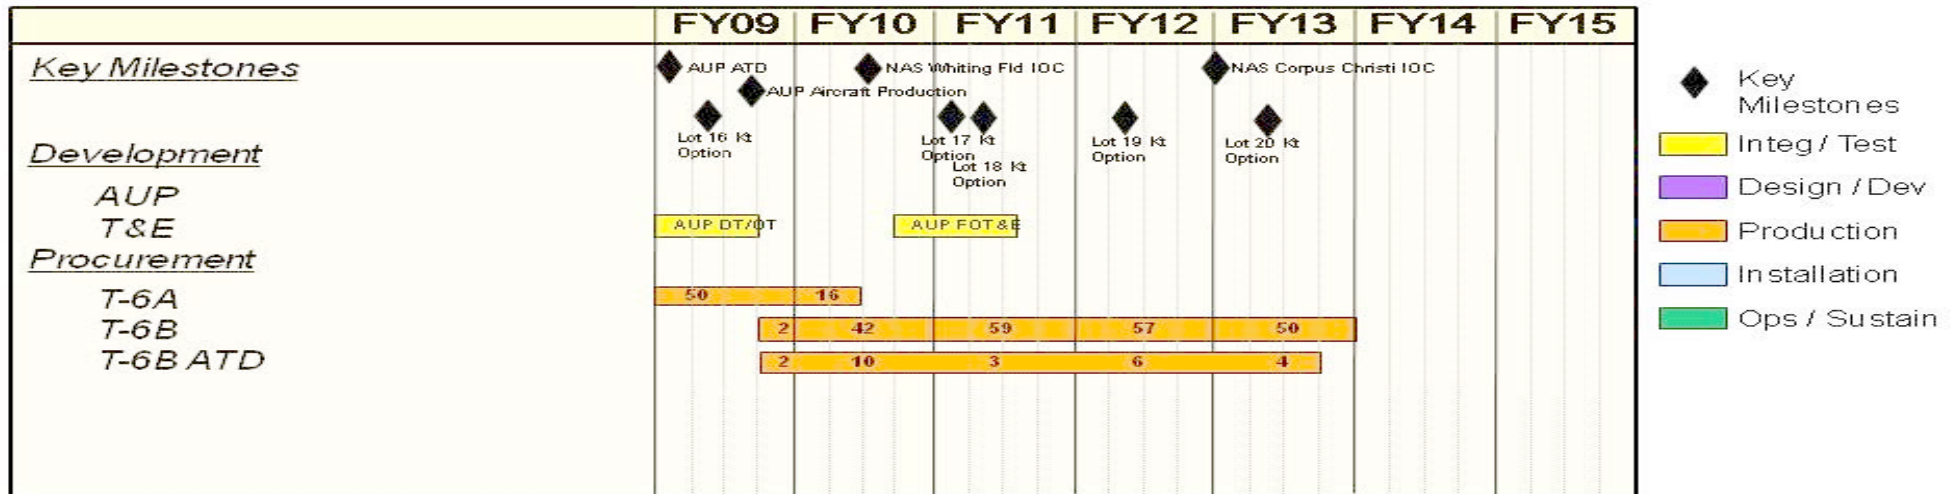 FY09 FY10 FY11 FY12 FY13 FY14 FY15
Key Milestones
AUP ATD
NAS Whiting Fld IOC
NAS Corpus Christi IOC
AUP Aircraft Production
Lot 16 Kt
Option
Lot 17 Kt
Option
Lot 18 Kt
Option
Lot 19 Kt
Option
Lot 20 Kt
Option
Development
AUP
T&E
AUP DT/OT
AUP FOT&E
Procurement
T-6A
50 16
T-6B
2 42 59 57 50
T-6B ATD
2 10 3 6 4
Key
Milestones
Integ / Test
Design / Dev
Production
Installation
Ops / Sustain